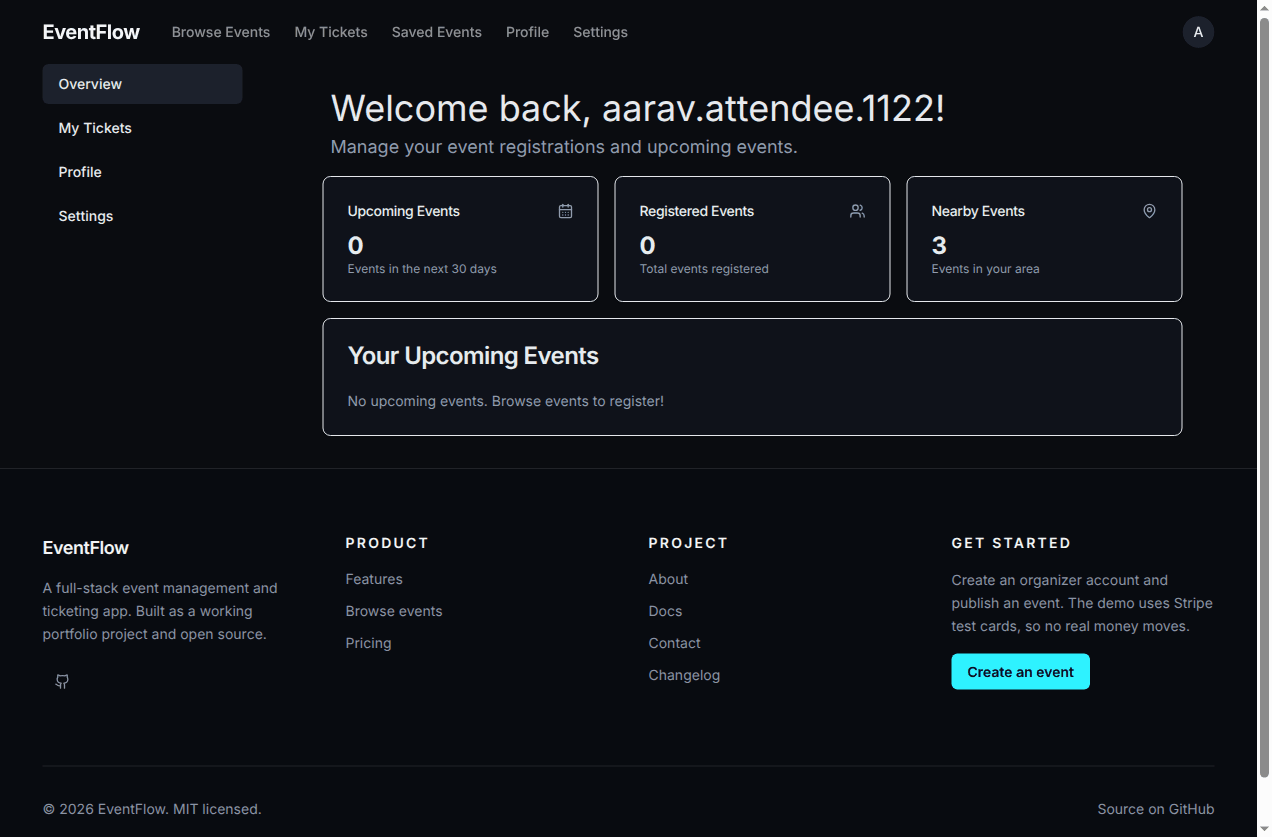 EventFlow Browse Events My Tickets Saved Events Profile Settings A
Overview
My Tickets
Profile
Settings
Welcome back, aarav.attendee.1122!
Manage your event registrations and upcoming events.
Upcoming Events
0
Events in the next 30 days
Registered Events
0
Total events registered
Nearby Events
3
Events in your area
Your Upcoming Events
No upcoming events. Browse events to register!
EventFlow
A full-stack event management and
ticketing app. Built as a working
portfolio project and open source.
PRODUCT
Features
Browse events
Pricing
PROJECT
About
Docs
Contact
Changelog
GET STARTED
Create an organizer account and
publish an event. The demo uses Stripe
test cards, so no real money moves.
Create an event
© 2026 EventFlow. MIT licensed.
Source on GitHub